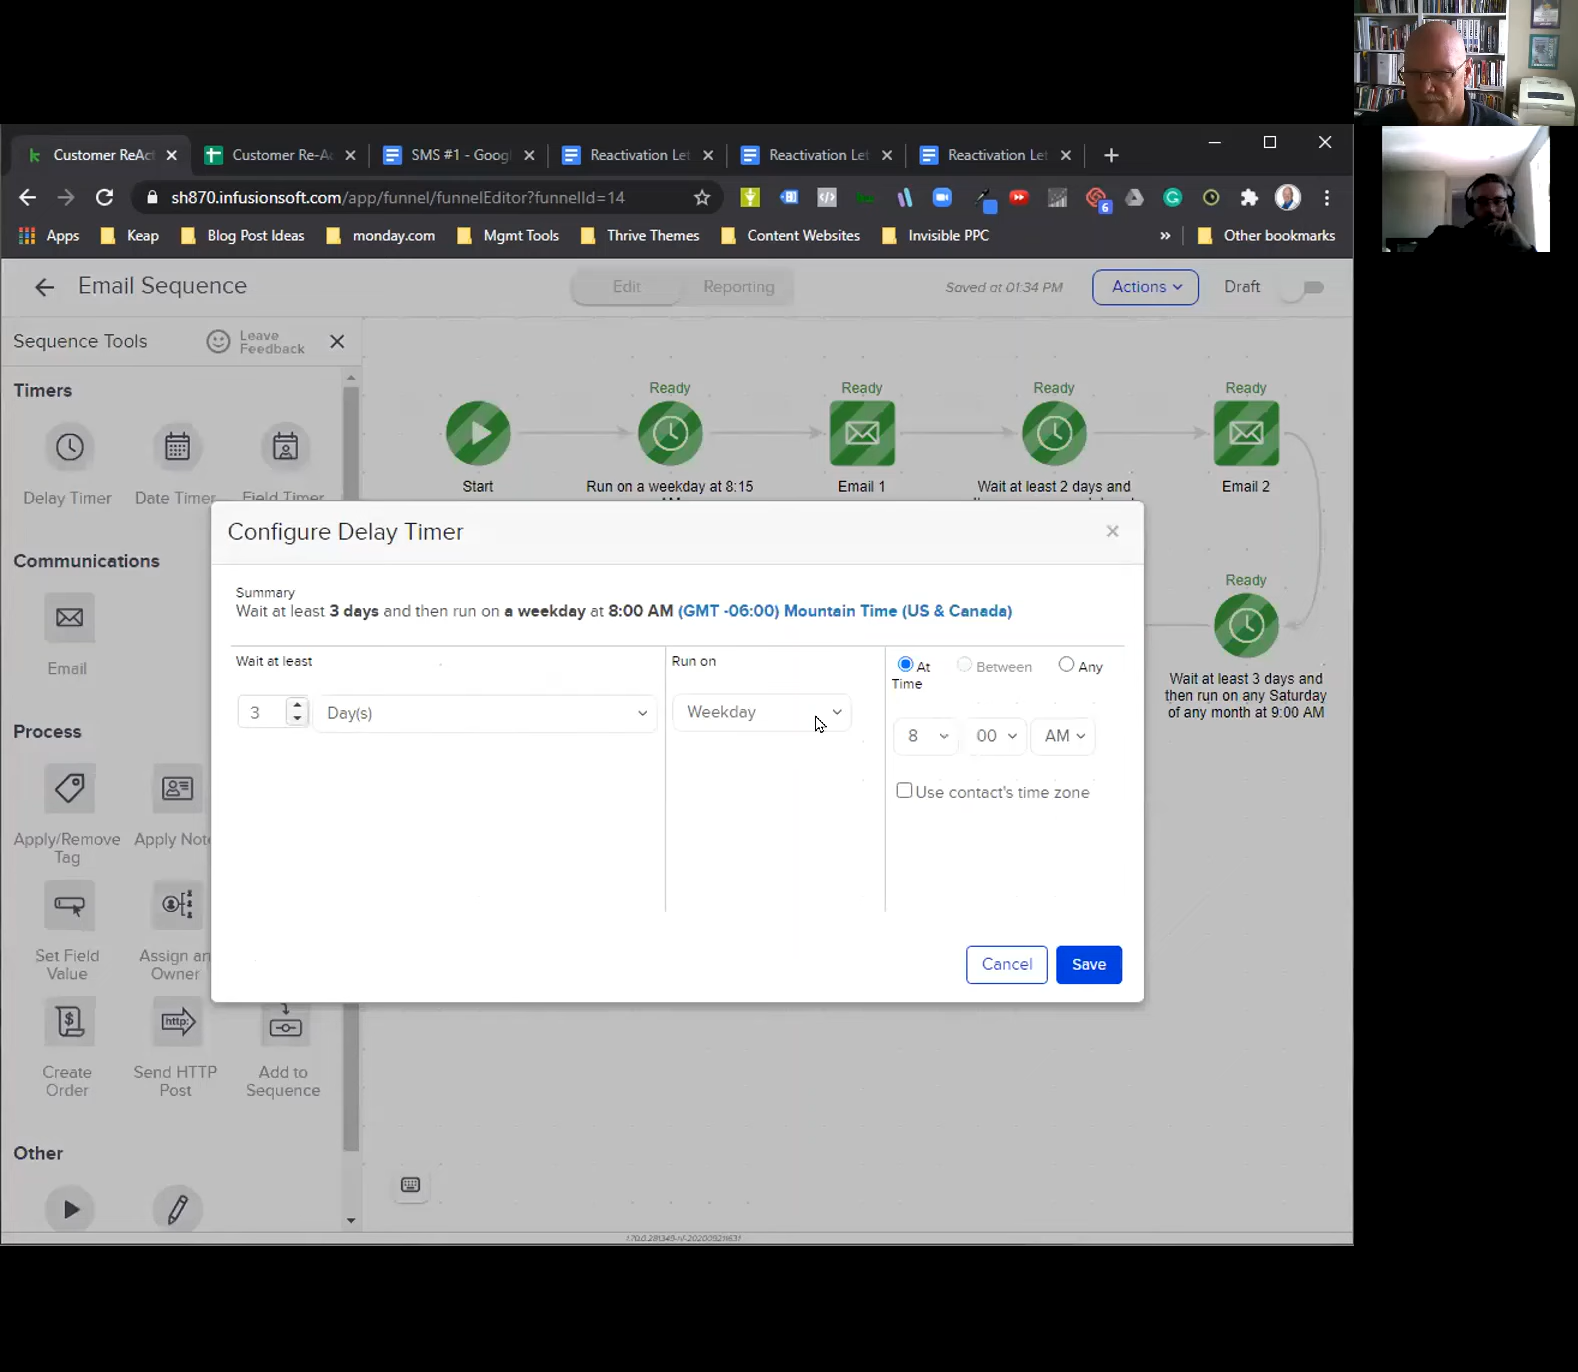 Customer ReAct
Customer Re-A
SMS #1 - Goog
Reactivation Let
Reactivation Let
Reactivation Let
sh870.infusionsoft.com/app/funnel/funnelEditor?funnelId=14
6
Apps
Keap
Blog Post Ideas
monday.com
Mgmt Tools
Thrive Themes
Content Websites
Invisible PPC
»
Other bookmarks
Email Sequence
Edit
Reporting
Saved at 01:34 PM
Actions
Draft
Sequence Tools
Leave
Feedback
Timers
Delay Timer
Date Timer
Field Timer
Communications
Email
Process
Apply/Remove
Tag
Apply Note
Set Field
Value
Assign an
Owner
Create
Order
http:
Send HTTP
Post
Add to
Sequence
Other
Ready
Ready
Ready
Ready
Start
Run on a weekday at 8:15
Email 1
Wait at least 2 days and
Email 2
Ready
Wait at least 3 days and
then run on any Saturday
of any month at 9:00 AM
Configure Delay Timer
Summary
Wait at least 3 days and then run on a weekday at 8:00 AM (GMT -06:00) Mountain Time (US & Canada)
Wait at least
3
Day(s)
Run on
Weekday
At
Time
Between
Any
8
00
AM
Use contact's time zone
Cancel
Save